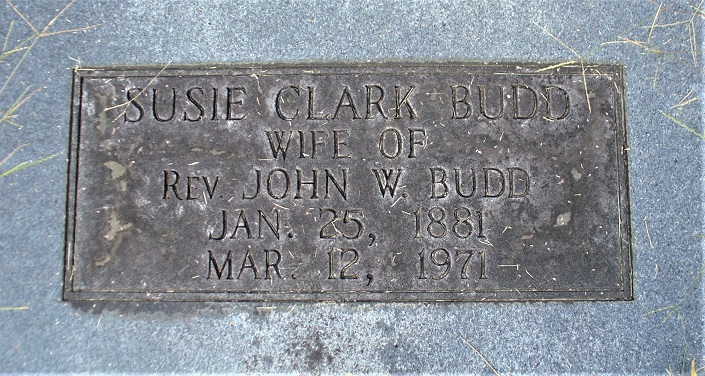 SUSIE CLARK BUDD
WIFE OF
REV. JOHN W. BUDD
JAN. 25, 1881
MAR. 12, 1971